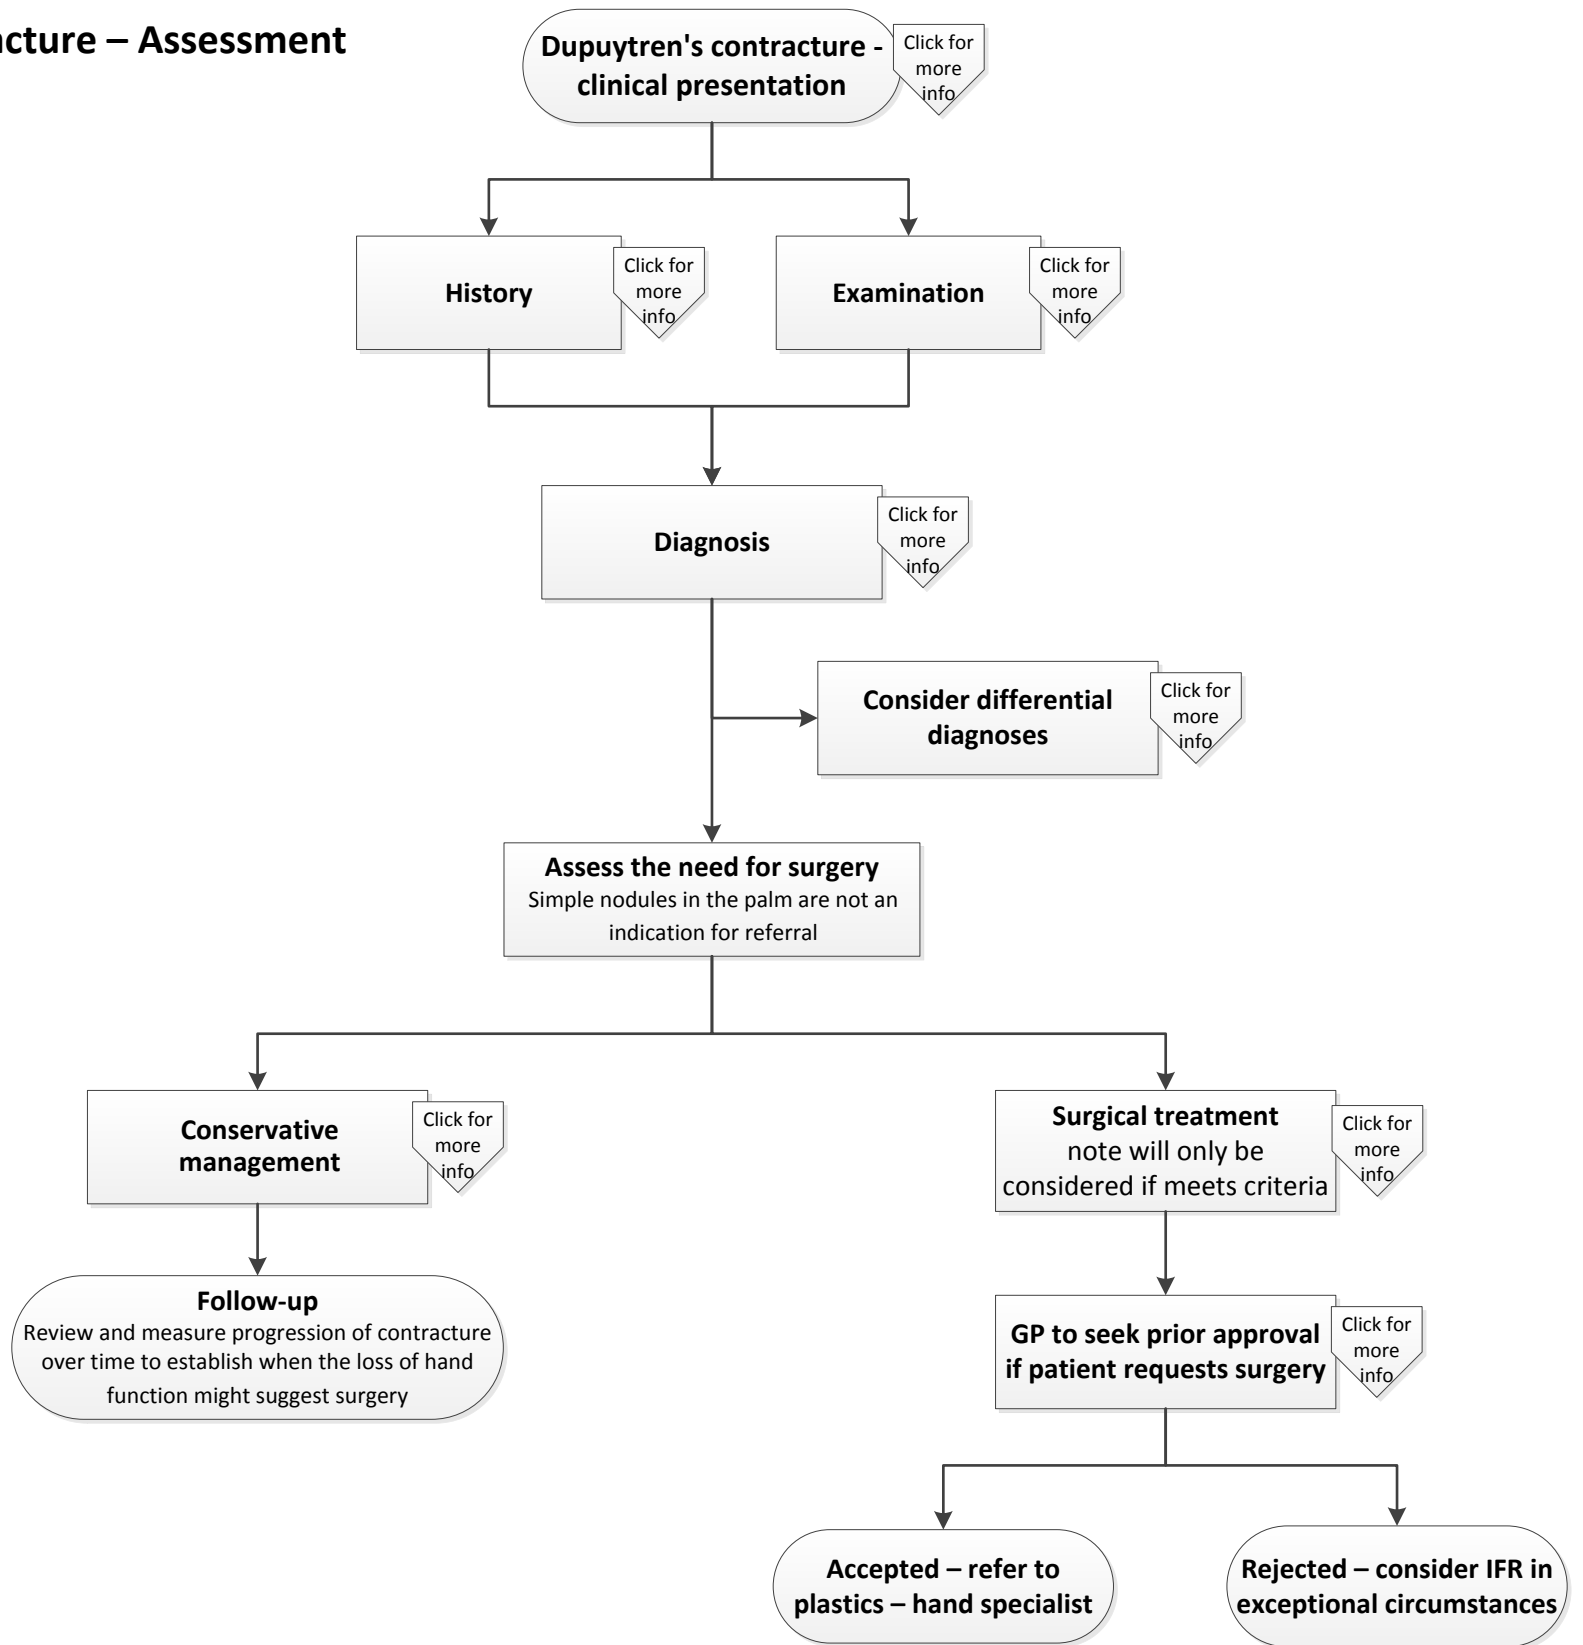 cture – Assessment
Dupuytren's contracture -
clinical presentation
Click for
more
info
History
Click for
more
info
Examination
Click for
more
info
Diagnosis
Click for
more
info
Consider differential
diagnoses
Click for
more
info
Assess the need for surgery
Simple nodules in the palm are not an
indication for referral
Conservative
management
Click for
more
info
Surgical treatment
note will only be
considered if meets criteria
Click for
more
info
Follow-up
Review and measure progression of contracture
over time to establish when the loss of hand
function might suggest surgery
GP to seek prior approval
if patient requests surgery
Click for
more
info
Accepted – refer to
plastics – hand specialist
Rejected – consider IFR in
exceptional circumstances